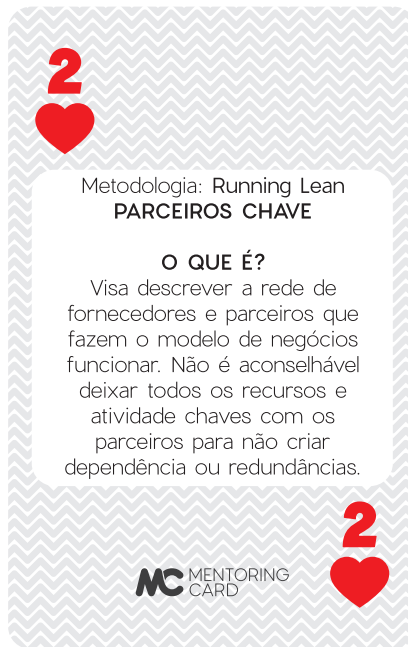 2
Metodologia: Running Lean
PARCEIROS CHAVE
O QUE É?
Visa descrever a rede de
fornecedores e parceiros que
fazem o modelo de negócios
funcionar. Não é aconselhável
deixar todos os recursos e
atividade chaves com os
parceiros para não criar
dependência ou redundâncias.
2
MC MENTORING
CARD